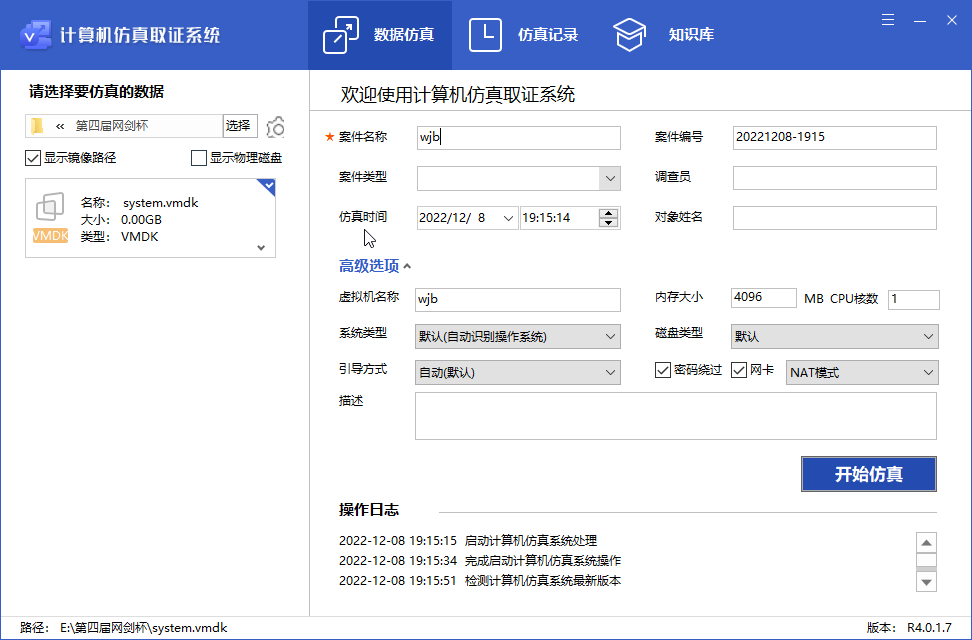 计算机仿真取证系统
数据仿真
仿真记录
知识库
请选择要仿真的数据
« 第四届网剑杯 选择
显示镜像路径 显示物理磁盘
VMDK
名称： system.vmdk
大小： 0.00GB
类型： VMDK
欢迎使用计算机仿真取证系统
★ 案件名称 wjb 案件编号 20221208-1915
案件类型 调查员
仿真时间 2022/12/ 8 19:15:14 对象姓名
高级选项
虚拟机名称 wjb 内存大小 4096 MB CPU核数 1
系统类型 默认(自动识别操作系统) 磁盘类型 默认
引导方式 自动(默认) 密码绕过 网卡 NAT模式
描述
开始仿真
操作日志
2022-12-08 19:15:15 启动计算机仿真系统处理
2022-12-08 19:15:34 完成启动计算机仿真系统操作
2022-12-08 19:15:51 检测计算机仿真系统最新版本
路径： E:\第四届网剑杯\system.vmdk 版本： R4.0.1.7